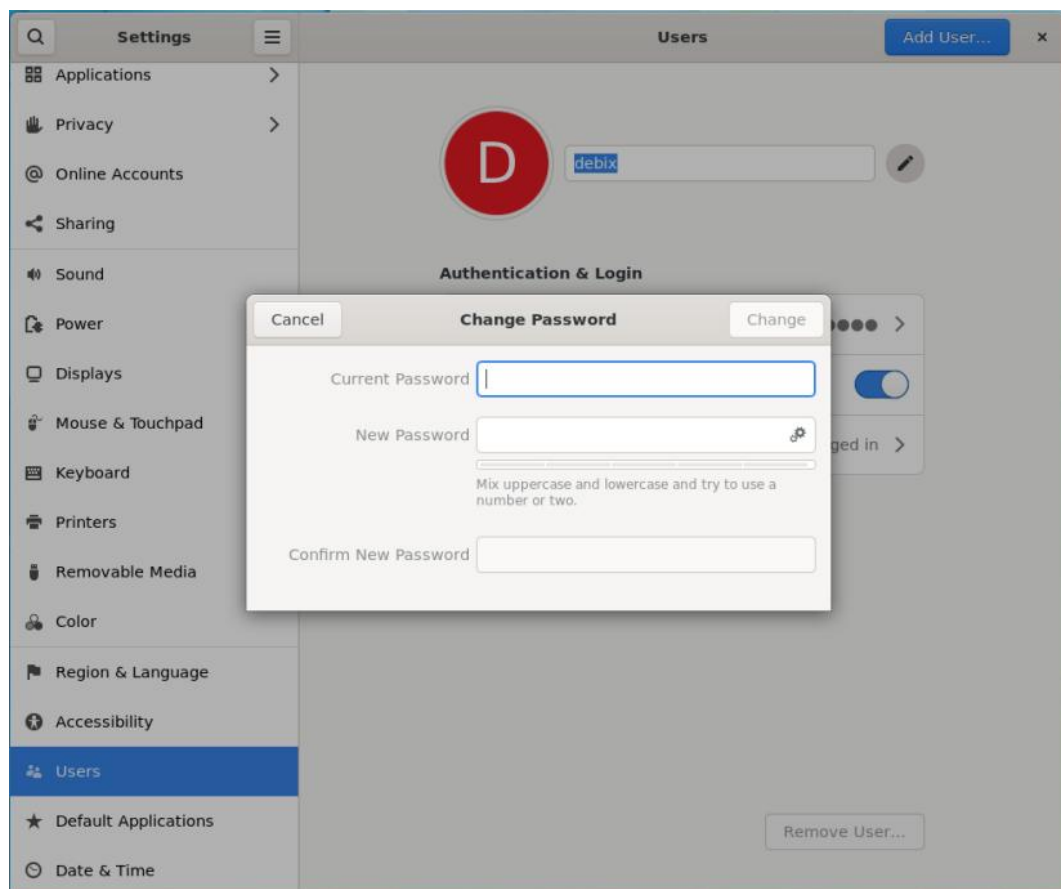 Settings
Users
Add User...
×
Applications
Privacy
Online Accounts
Sharing
Sound
Power
Displays
Mouse & Touchpad
Keyboard
Printers
Removable Media
Color
Region & Language
Accessibility
Users
Default Applications
Date & Time
D
debix
Authentication & Login
ged in
Cancel
Change Password
Change
Current Password
New Password
Mix uppercase and lowercase and try to use a
number or two.
Confirm New Password
Remove User...